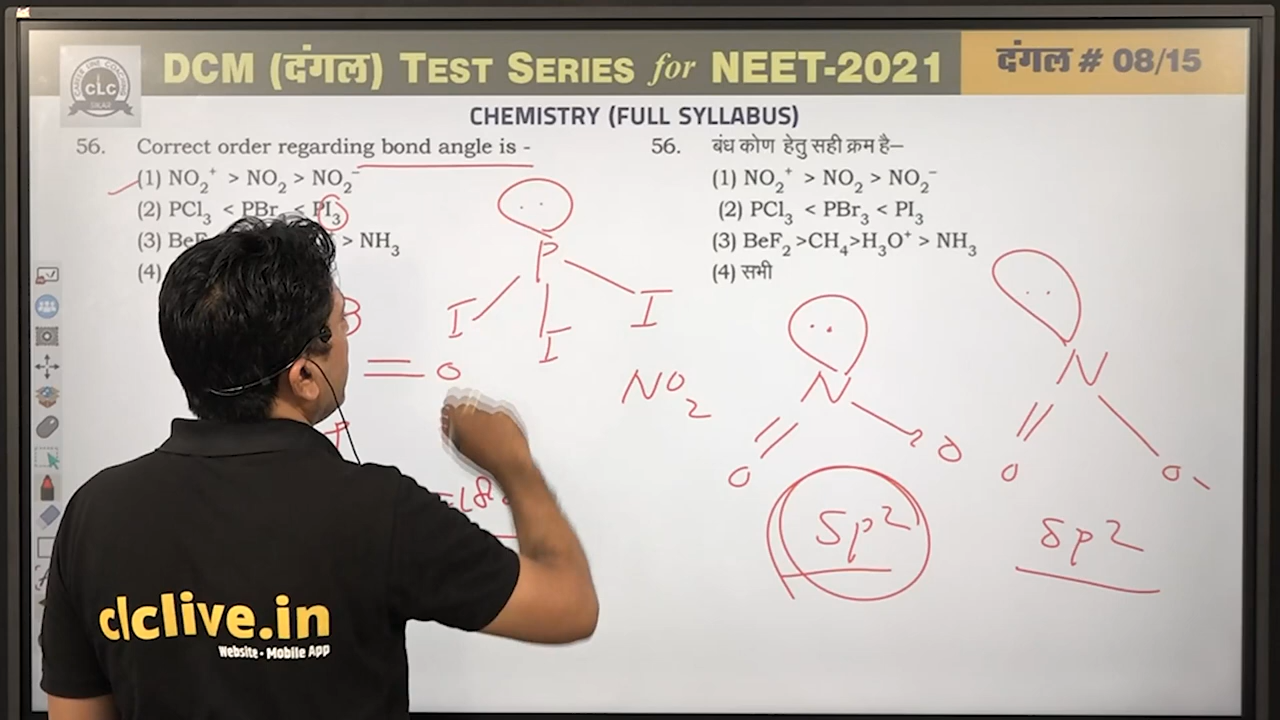 DCM (दंगल) TEST SERIES for NEET-2021
दंगल # 08/15
CLC
CHEMISTRY (FULL SYLLABUS)
56. Correct order regarding bond angle is -
(1) NO₂⁺ > NO₂ > NO₂⁻
(2) PCl₃ < PBr < PI₃
(3) BeF > NH₃
(4)
56. बंध कोण हेतु सही क्रम है–
(1) NO₂⁺ > NO₂ > NO₂⁻
(2) PCl₃ < PBr₃ < PI₃
(3) BeF₂ >CH₄>H₃O⁺ > NH₃
(4) सभी
P
I I I
= O
NO₂
N
O O
sp²
N
O O-
sp²
clclive.in
Website • Mobile App